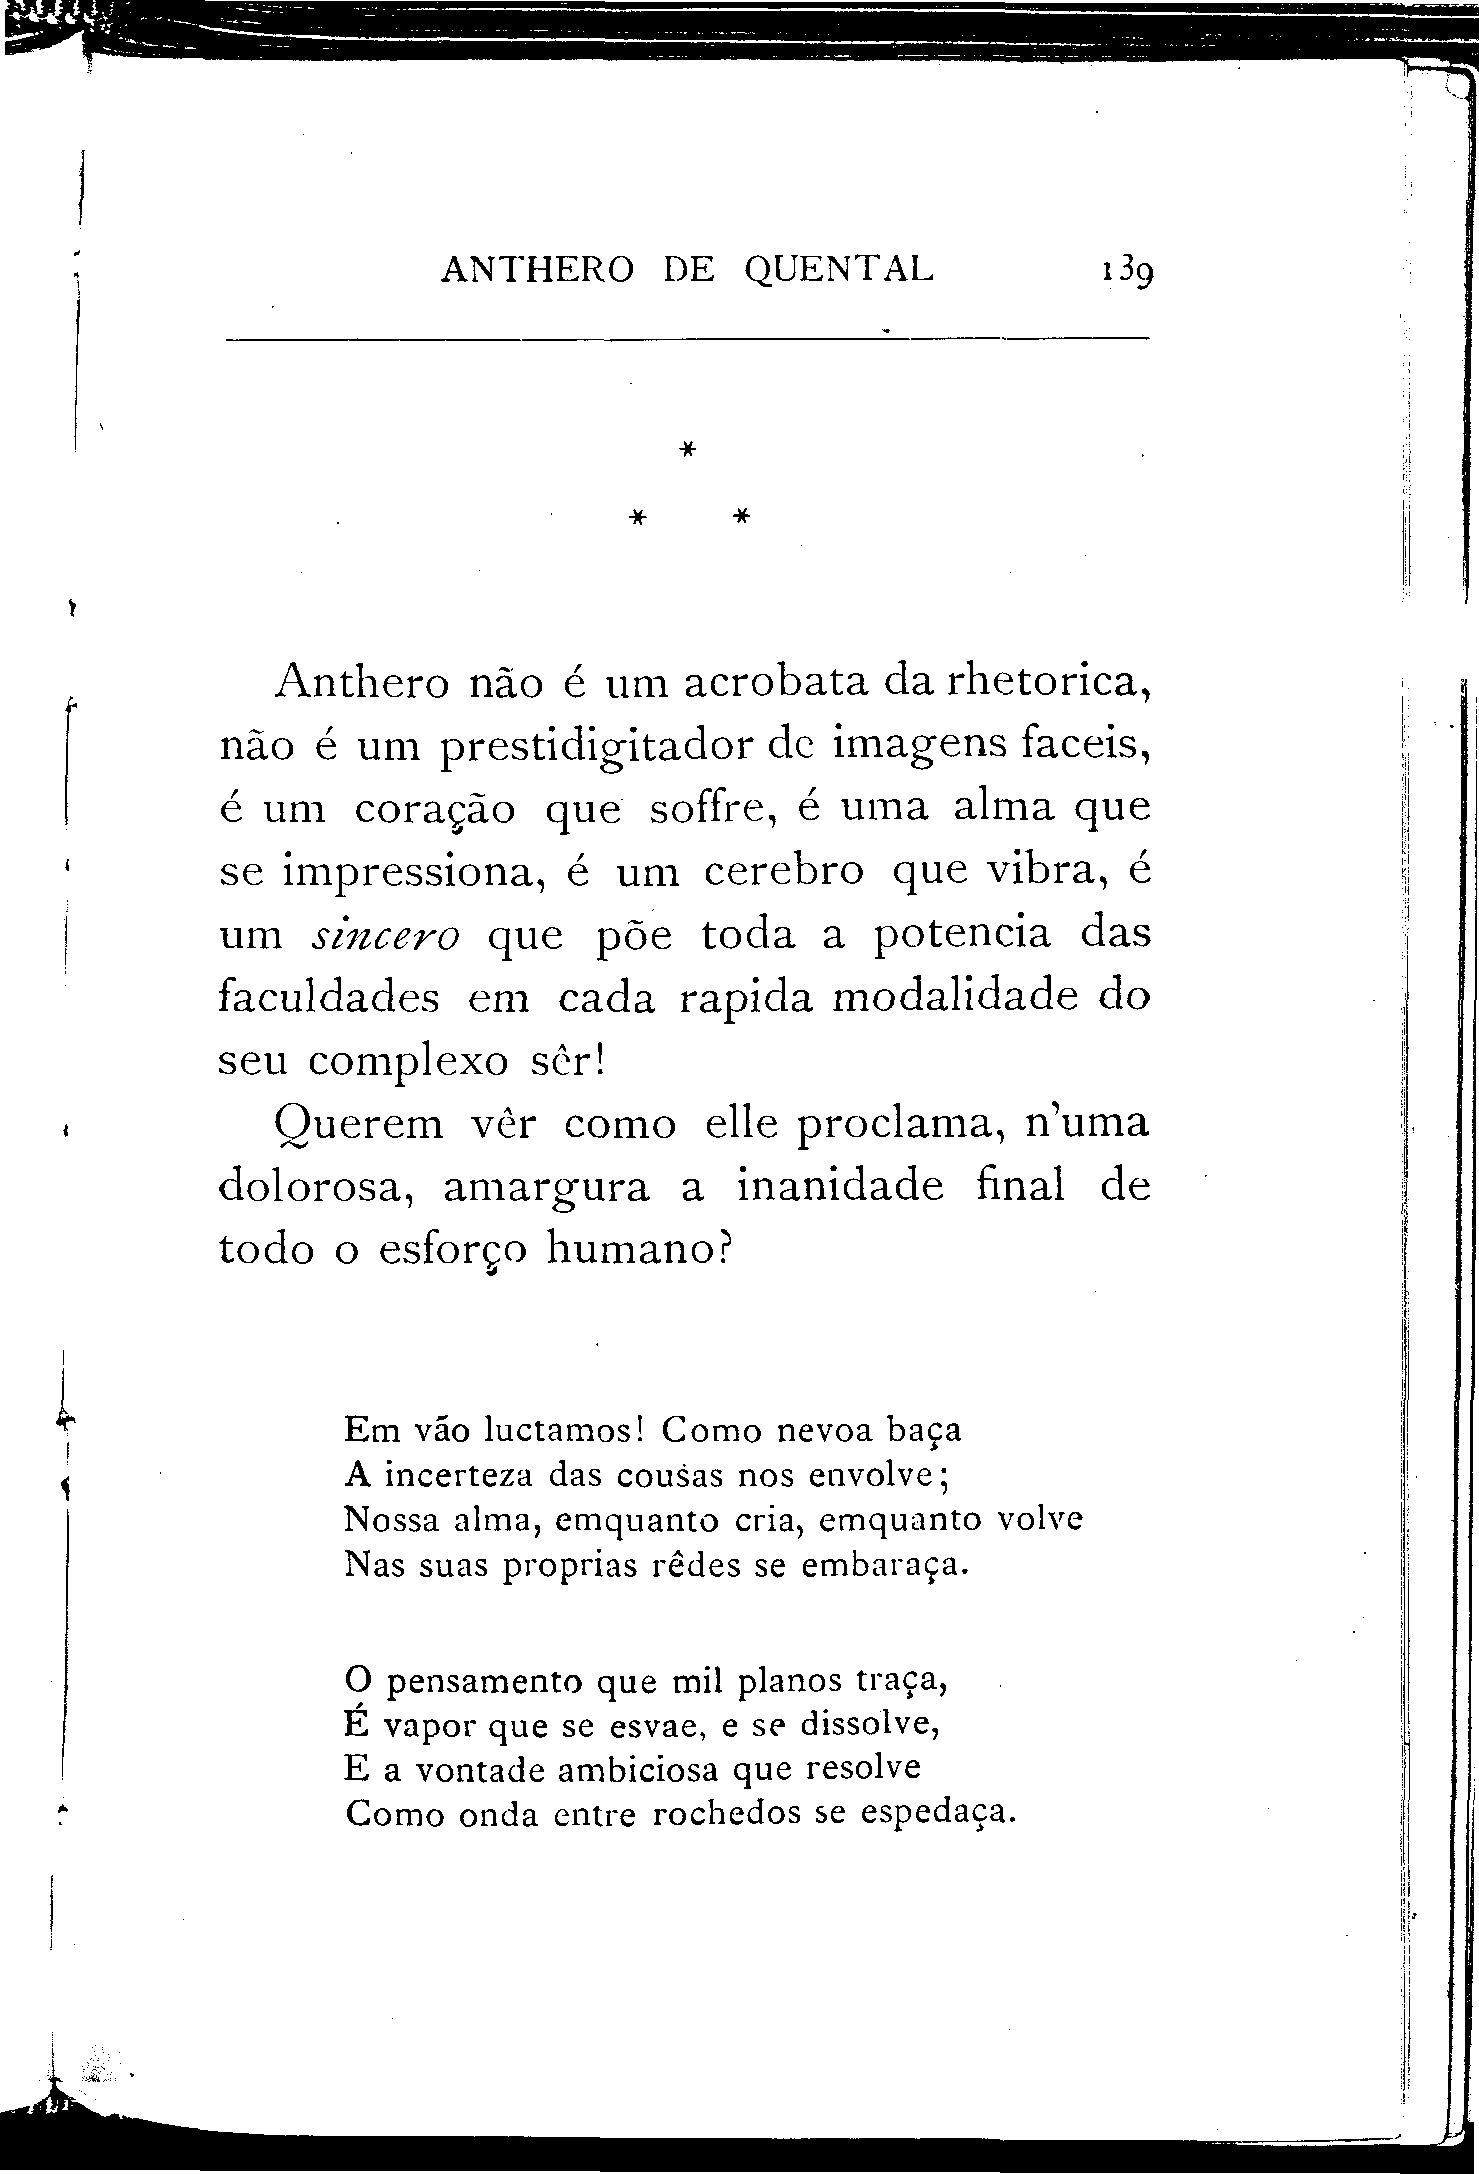 ANTHERO DE QUENTAL 139
*
* *
Anthero não é um acrobata da rhetorica,
não é um prestidigitador de imagens faceis,
é um coração que soffre, é uma alma que
se impressiona, é um cerebro que vibra, é
um sincero que põe toda a potencia das
faculdades em cada rapida modalidade do
seu complexo sêr!
Querem vêr como elle proclama, n'uma
dolorosa, amargura a inanidade final de
todo o esforço humano?
Em vão luctamos! Como nevoa baça
A incerteza das cousas nos envolve;
Nossa alma, emquanto cria, emquanto volve
Nas suas proprias rêdes se embaraça.
O pensamento que mil planos traça,
É vapor que se esvae, e se dissolve,
E a vontade ambiciosa que resolve
Como onda entre rochedos se espedaça.